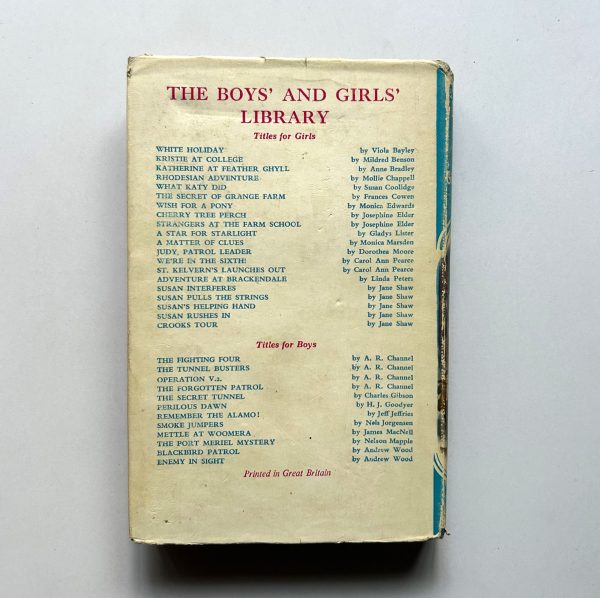 THE BOYS' AND GIRLS'
LIBRARY
Titles for Girls
WHITE HOLIDAY by Viola Bayley
KRISTIE AT COLLEGE by Mildred Benson
KATHERINE AT FEATHER GHYLL by Anne Bradley
RHODESIAN ADVENTURE by Mollie Chappell
WHAT KATY DID by Susan Coolidge
THE SECRET OF GRANGE FARM by Frances Cowen
WISH FOR A PONY by Monica Edwards
CHERRY TREE PERCH by Josephine Elder
STRANGERS AT THE FARM SCHOOL by Josephine Elder
A STAR FOR STARLIGHT by Gladys Lister
A MATTER OF CLUES by Monica Marsden
JUDY, PATROL LEADER by Dorothea Moore
WE'RE IN THE SIXTH! by Carol Ann Pearce
ST. KELVERN'S LAUNCHES OUT by Carol Ann Pearce
ADVENTURE AT BRACKENDALE by Linda Peters
SUSAN INTERFERES by Jane Shaw
SUSAN PULLS THE STRINGS by Jane Shaw
SUSAN'S HELPING HAND by Jane Shaw
SUSAN RUSHES IN by Jane Shaw
CROOKS TOUR by Jane Shaw
Titles for Boys
THE FIGHTING FOUR by A. R. Channel
THE TUNNEL BUSTERS by A. R. Channel
OPERATION V.2. by A. R. Channel
THE FORGOTTEN PATROL by A. R. Channel
THE SECRET TUNNEL by Charles Gibson
PERILOUS DAWN by H. J. Goodyer
REMEMBER THE ALAMO! by Jeff Jeffries
SMOKE JUMPERS by Nels Jorgensen
METTLE AT WOOMERA by James MacNell
THE PORT MERIEL MYSTERY by Nelson Mapple
BLACKBIRD PATROL by Andrew Wood
ENEMY IN SIGHT by Andrew Wood
Printed in Great Britain